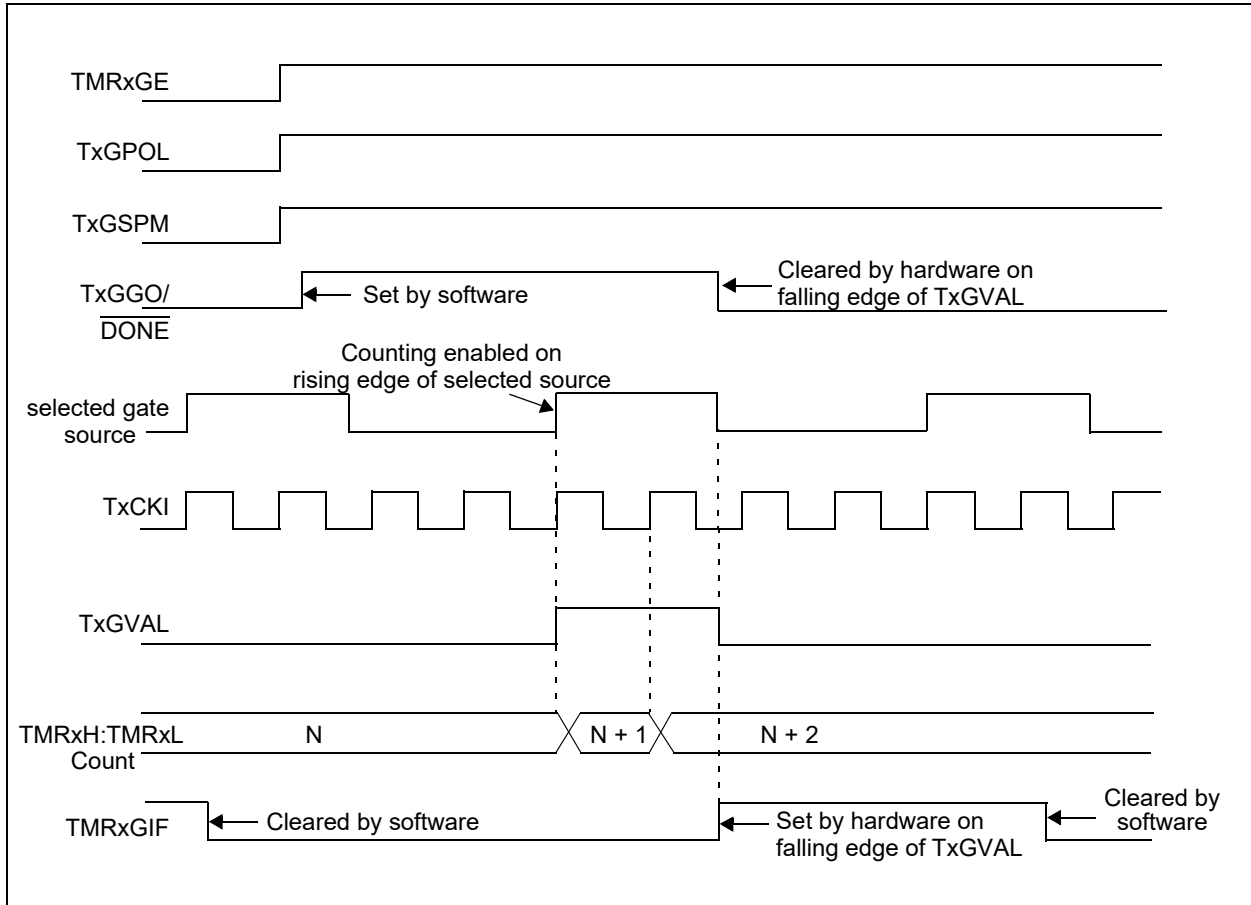 TMRxGE
TxGPOL
TxGSPM
TxGGO/
DONE
Set by software
Cleared by hardware on
falling edge of TxGVAL
Counting enabled on
rising edge of selected source
selected gate
source
TxCKI
TxGVAL
TMRxH:TMRxL
Count
N
N + 1
N + 2
TMRxGIF
Cleared by software
Set by hardware on
falling edge of TxGVAL
Cleared by
software